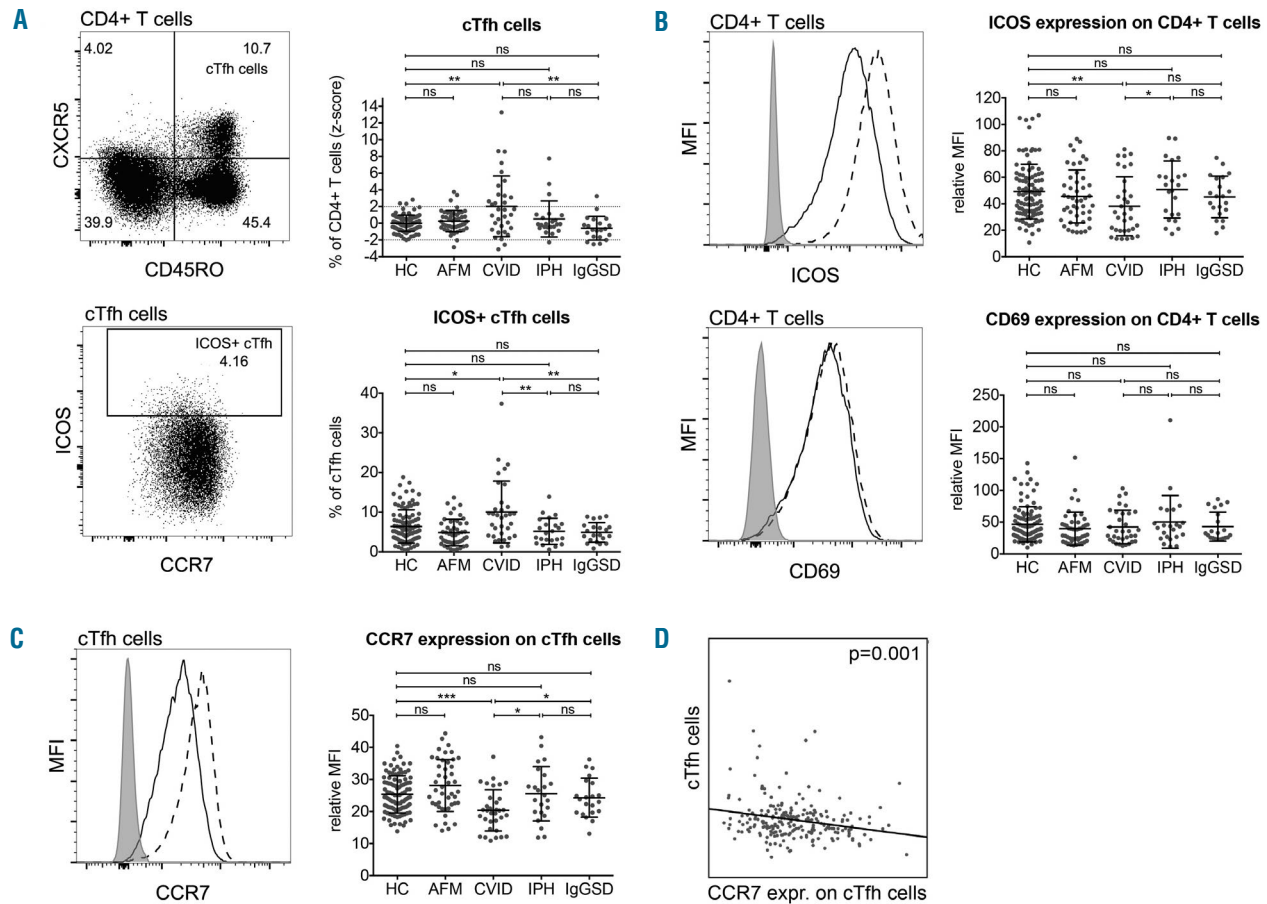 A
CD4+ T cells
4.02
10.7
cTfh cells
39.9
45.4
CXCR5
CD45RO
cTfh cells
ns
ns
** **
ns ns ns
14
12
10
8
6
4
2
0
-2
-4
% of CD4+ T cells (z-score)
HC AFM CVID IPH IgGSD
cTfh cells
ICOS+ cTfh
4.16
ICOS
CCR7
ICOS+ cTfh cells
ns
ns
* **
ns ** ns
40
30
20
10
0
% of cTfh cells
HC AFM CVID IPH IgGSD
B
CD4+ T cells
MFI
ICOS
ICOS expression on CD4+ T cells
ns
ns
** ns
ns * ns
120
100
80
60
40
20
0
relative MFI
HC AFM CVID IPH IgGSD
CD4+ T cells
MFI
CD69
CD69 expression on CD4+ T cells
ns
ns
ns ns
ns ns ns
250
200
150
100
50
0
relative MFI
HC AFM CVID IPH IgGSD
C
cTfh cells
MFI
CCR7
CCR7 expression on cTfh cells
ns
ns
*** *
ns * ns
50
40
30
20
10
0
relative MFI
HC AFM CVID IPH IgGSD
D
p=0.001
cTfh cells
CCR7 expr. on cTfh cells